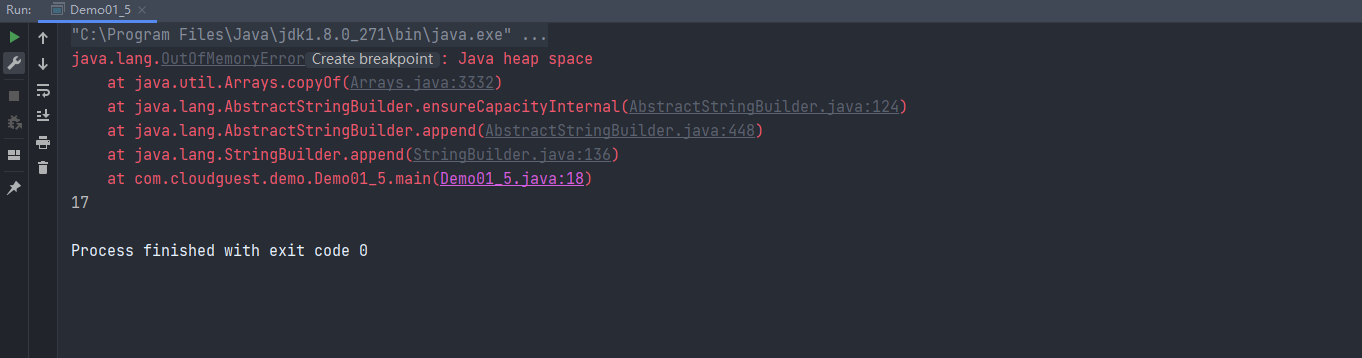 Run: Demo01_5 ×
"C:\Program Files\Java\jdk1.8.0_271\bin\java.exe" ...
java.lang.OutOfMemoryError Create breakpoint : Java heap space
    at java.util.Arrays.copyOf(Arrays.java:3332)
    at java.lang.AbstractStringBuilder.ensureCapacityInternal(AbstractStringBuilder.java:124)
    at java.lang.AbstractStringBuilder.append(AbstractStringBuilder.java:448)
    at java.lang.StringBuilder.append(StringBuilder.java:136)
    at com.cloudguest.demo.Demo01_5.main(Demo01_5.java:18)
17
Process finished with exit code 0